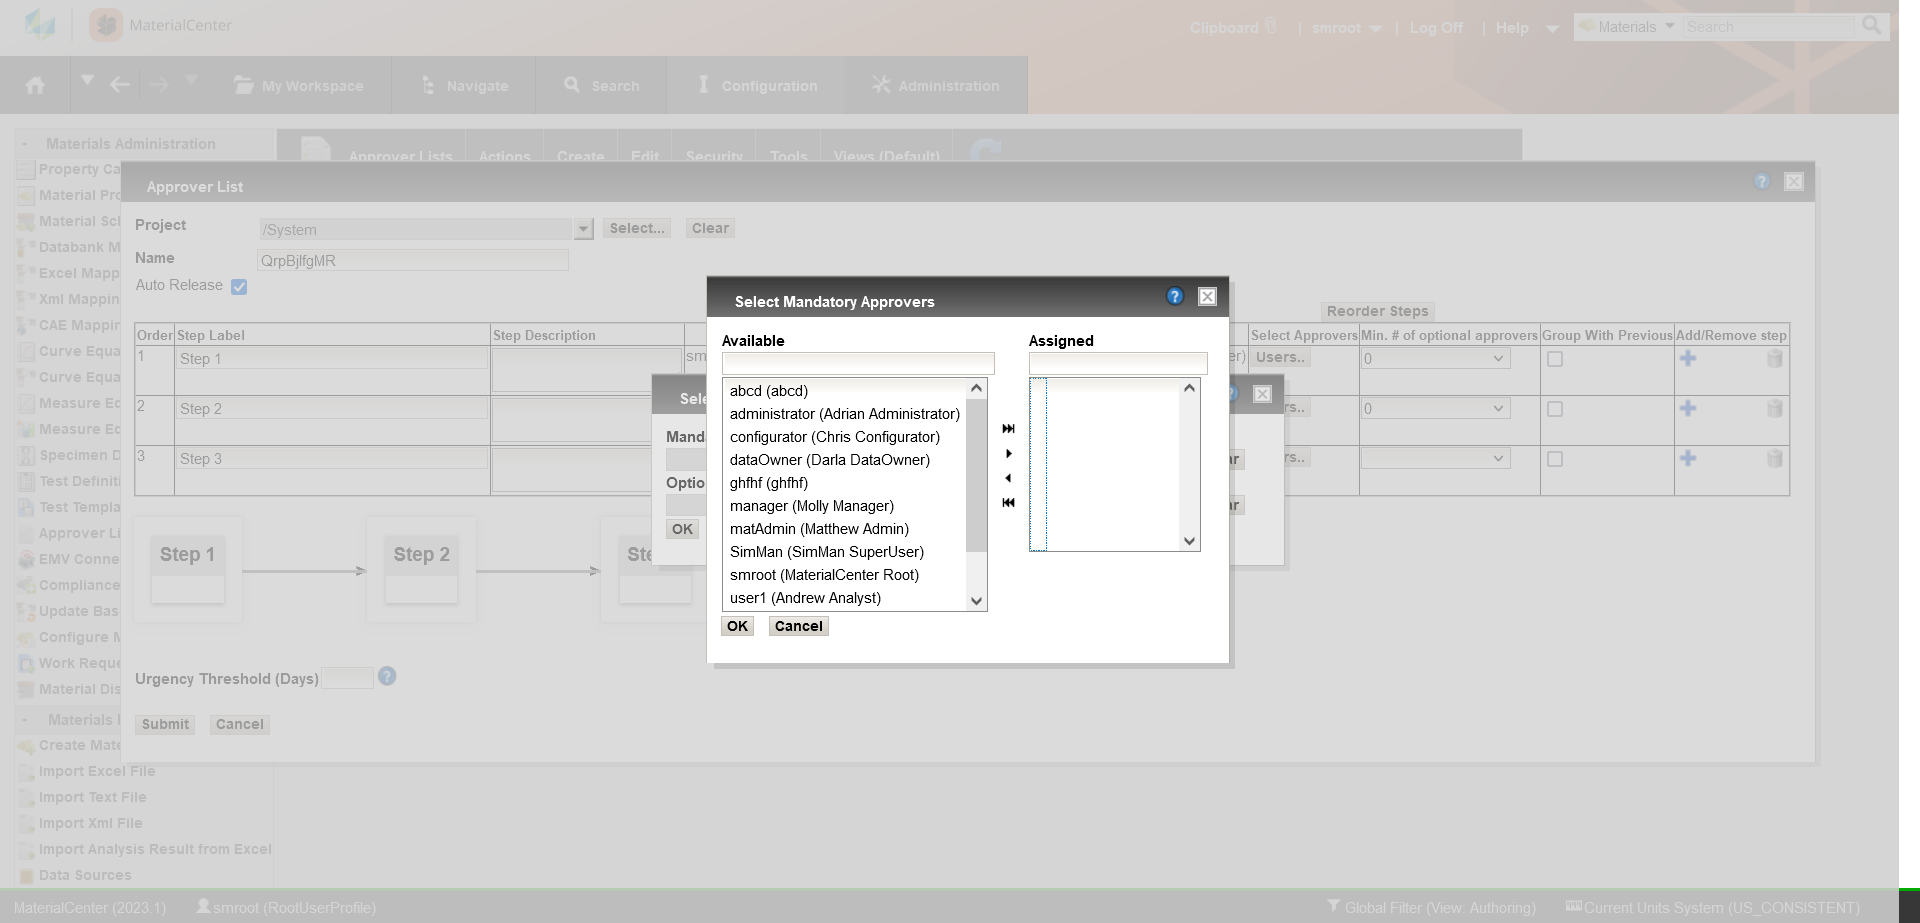 MaterialCenter
Clipboard | smroot | Log Off | Help
Materials Search
My Workspace Navigate Search Configuration Administration
- Materials Administration
Approver Lists Actions Create Edit Security Tools Views (Default)
Property Ca
Material Pro
Material Sch
Databank M
Excel Mapp
Xml Mappin
CAE Mappin
Curve Equa
Curve Equa
Measure Ec
Measure Ec
Specimen D
Test Definiti
Test Templa
Approver Li
EMV Conne
Compliance
Update Bas
Configure M
Work Reque
Material Dis
- Materials I
Create Mate
Import Excel File
Import Text File
Import Xml File
Import Analysis Result from Excel
Data Sources
Approver List
Project /System Select... Clear
Name QrpBjlfgMR
Auto Release
Reorder Steps
Order Step Label Step Description Select Approvers Min. # of optional approvers Group With Previous Add/Remove step
1 Step 1 sm er) Users.. 0
2 Step 2 rs.. 0
3 Step 3 rs..
Step 1 Step 2 Ste
Urgency Threshold (Days)
Submit Cancel
Sele
Manda
ar
Optio
ar
OK
Select Mandatory Approvers
Available Assigned
abcd (abcd)
administrator (Adrian Administrator)
configurator (Chris Configurator)
dataOwner (Darla DataOwner)
ghfhf (ghfhf)
manager (Molly Manager)
matAdmin (Matthew Admin)
SimMan (SimMan SuperUser)
smroot (MaterialCenter Root)
user1 (Andrew Analyst)
OK Cancel
MaterialCenter (2023.1) smroot (RootUserProfile) Global Filter (View: Authoring) Current Units System (US_CONSISTENT)